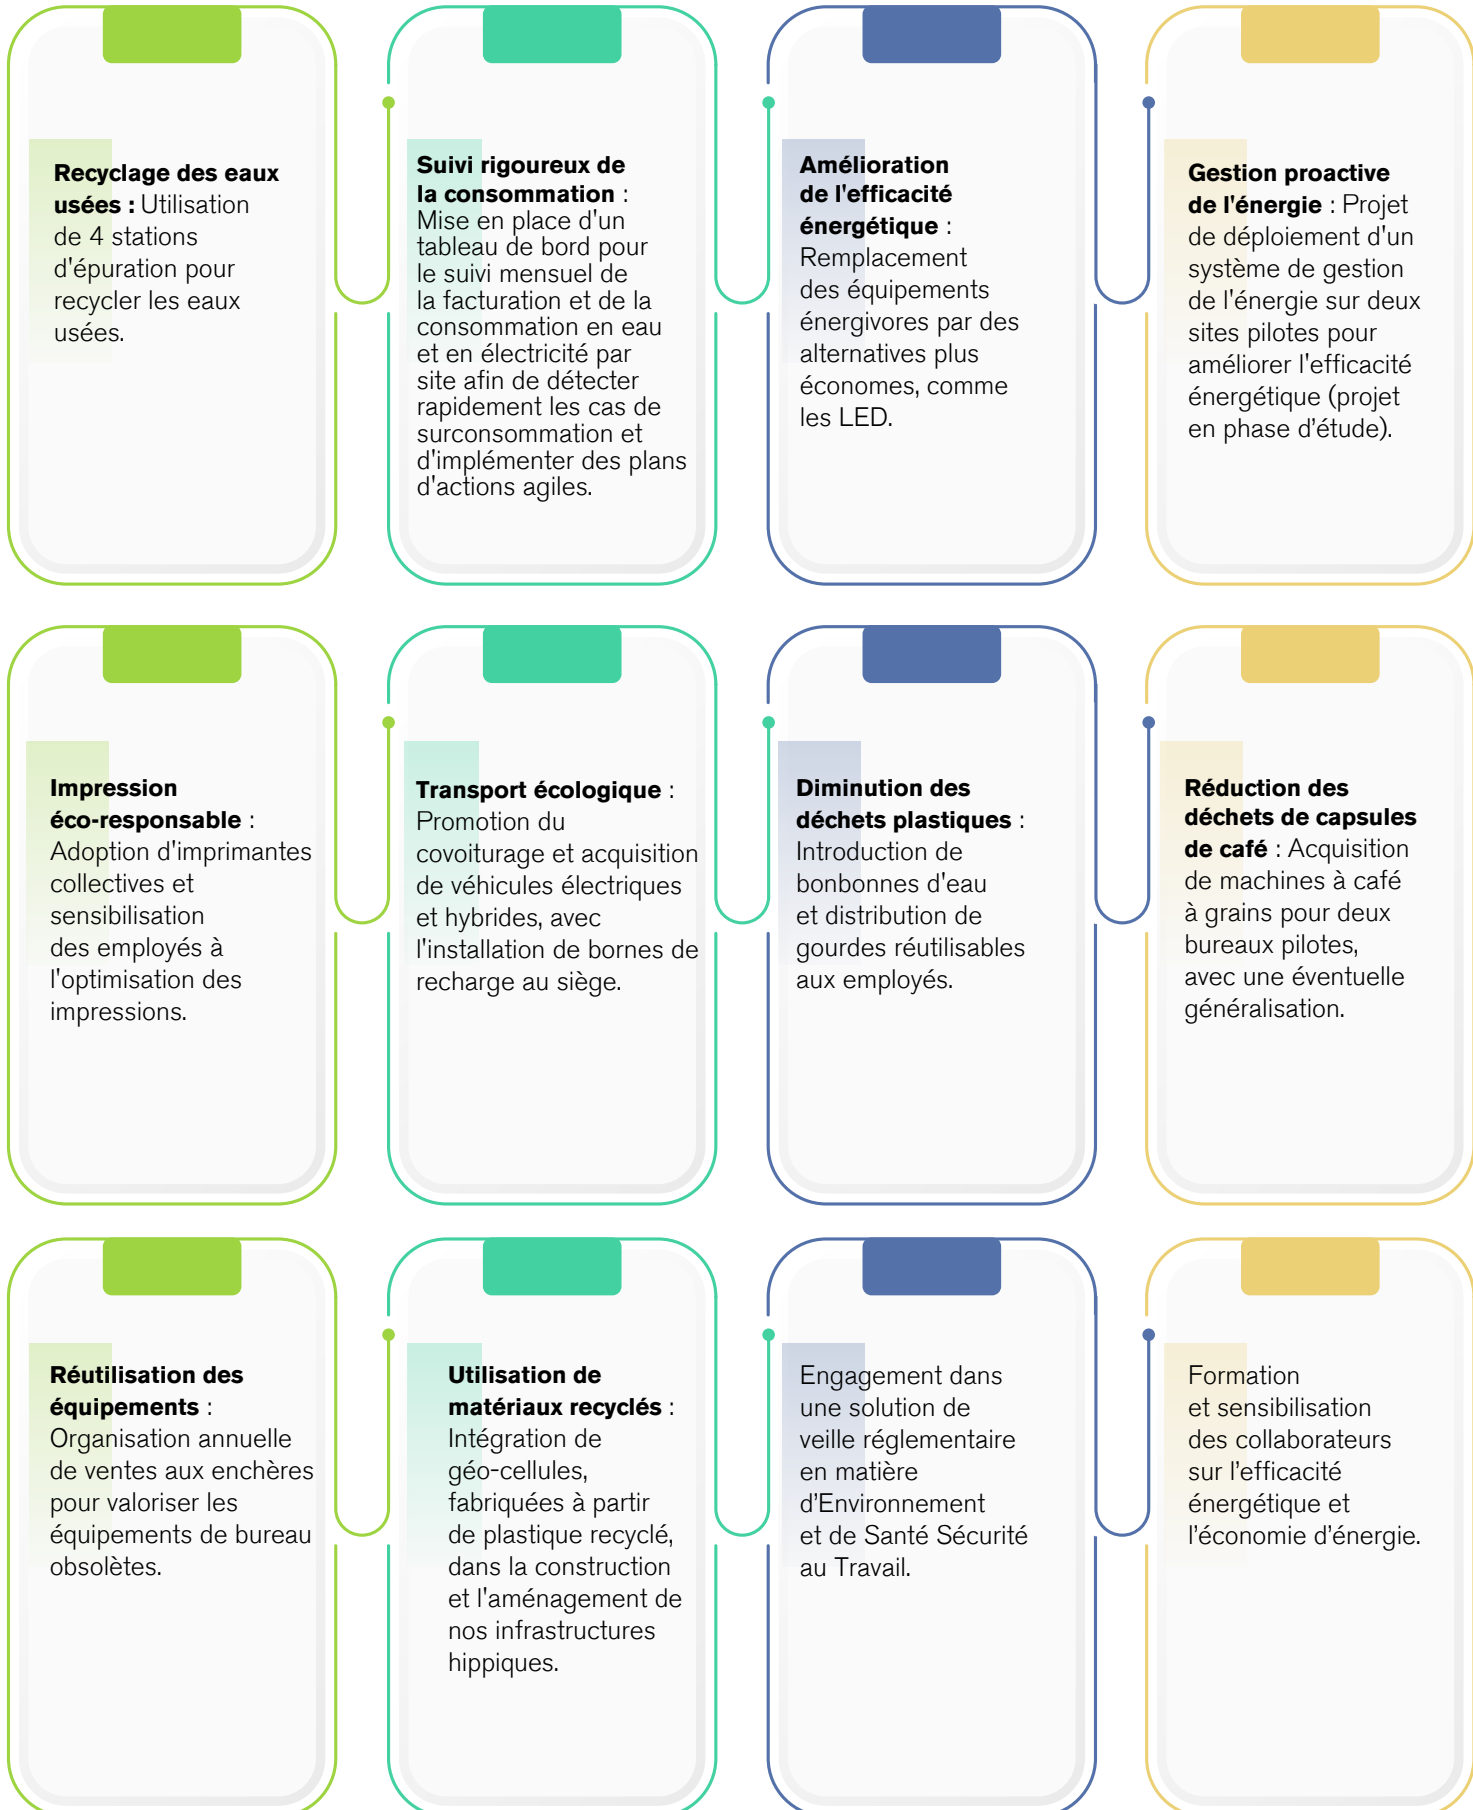 Recyclage des eaux
usées : Utilisation
de 4 stations
d'épuration pour
recycler les eaux
usées.
Suivi rigoureux de
la consommation :
Mise en place d'un
tableau de bord pour
le suivi mensuel de
la facturation et de la
consommation en eau
et en électricité par
site afin de détecter
rapidement les cas de
surconsommation et
d'implémenter des plans
d'actions agiles.
Amélioration
de l'efficacité
énergétique :
Remplacement
des équipements
énergivores par des
alternatives plus
économes, comme
les LED.
Gestion proactive
de l'énergie : Projet
de déploiement d'un
système de gestion
de l'énergie sur deux
sites pilotes pour
améliorer l'efficacité
énergétique (projet
en phase d’étude).
Impression
éco-responsable :
Adoption d'imprimantes
collectives et
sensibilisation
des employés à
l'optimisation des
impressions.
Transport écologique :
Promotion du
covoiturage et acquisition
de véhicules électriques
et hybrides, avec
l'installation de bornes de
recharge au siège.
Diminution des
déchets plastiques :
Introduction de
bonbonnes d'eau
et distribution de
gourdes réutilisables
aux employés.
Réduction des
déchets de capsules
de café : Acquisition
de machines à café
à grains pour deux
bureaux pilotes,
avec une éventuelle
généralisation.
Réutilisation des
équipements :
Organisation annuelle
de ventes aux enchères
pour valoriser les
équipements de bureau
obsolètes.
Utilisation de
matériaux recyclés :
Intégration de
géo-cellules,
fabriquées à partir
de plastique recyclé,
dans la construction
et l'aménagement de
nos infrastructures
hippiques.
Engagement dans
une solution de
veille réglementaire
en matière
d’Environnement
et de Santé Sécurité
au Travail.
Formation
et sensibilisation
des collaborateurs
sur l’efficacité
énergétique et
l’économie d’énergie.